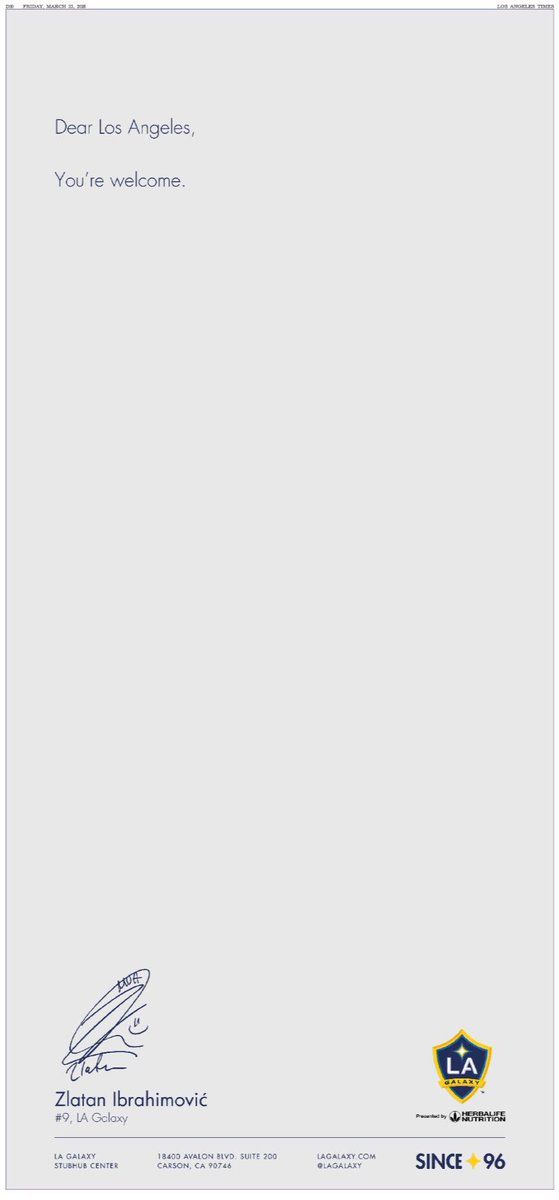 FRIDAY, MARCH 23, 2018
LOS ANGELES TIMES
Dear Los Angeles,
You're welcome.
Zlatan
Zlatan Ibrahimović
#9, LA Galaxy
LA
GALAXY
Presented by HERBALIFE NUTRITION
LA GALAXY
STUBHUB CENTER
18400 AVALON BLVD. SUITE 200
CARSON, CA 90746
LAGALAXY.COM
@LAGALAXY
SINCE 96